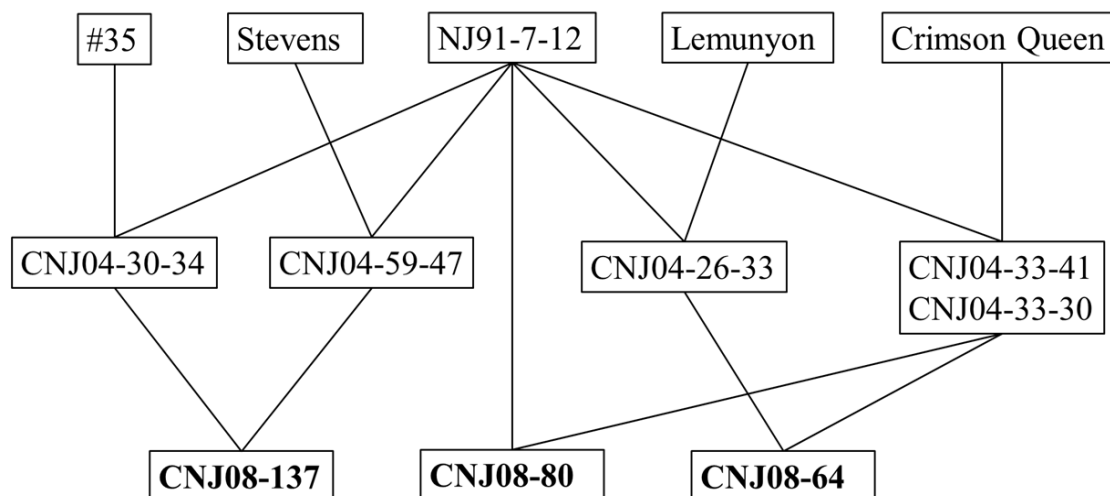 #35
Stevens
NJ91-7-12
Lemunyon
Crimson Queen
CNJ04-30-34
CNJ04-59-47
CNJ04-26-33
CNJ04-33-41
CNJ04-33-30
CNJ08-137
CNJ08-80
CNJ08-64